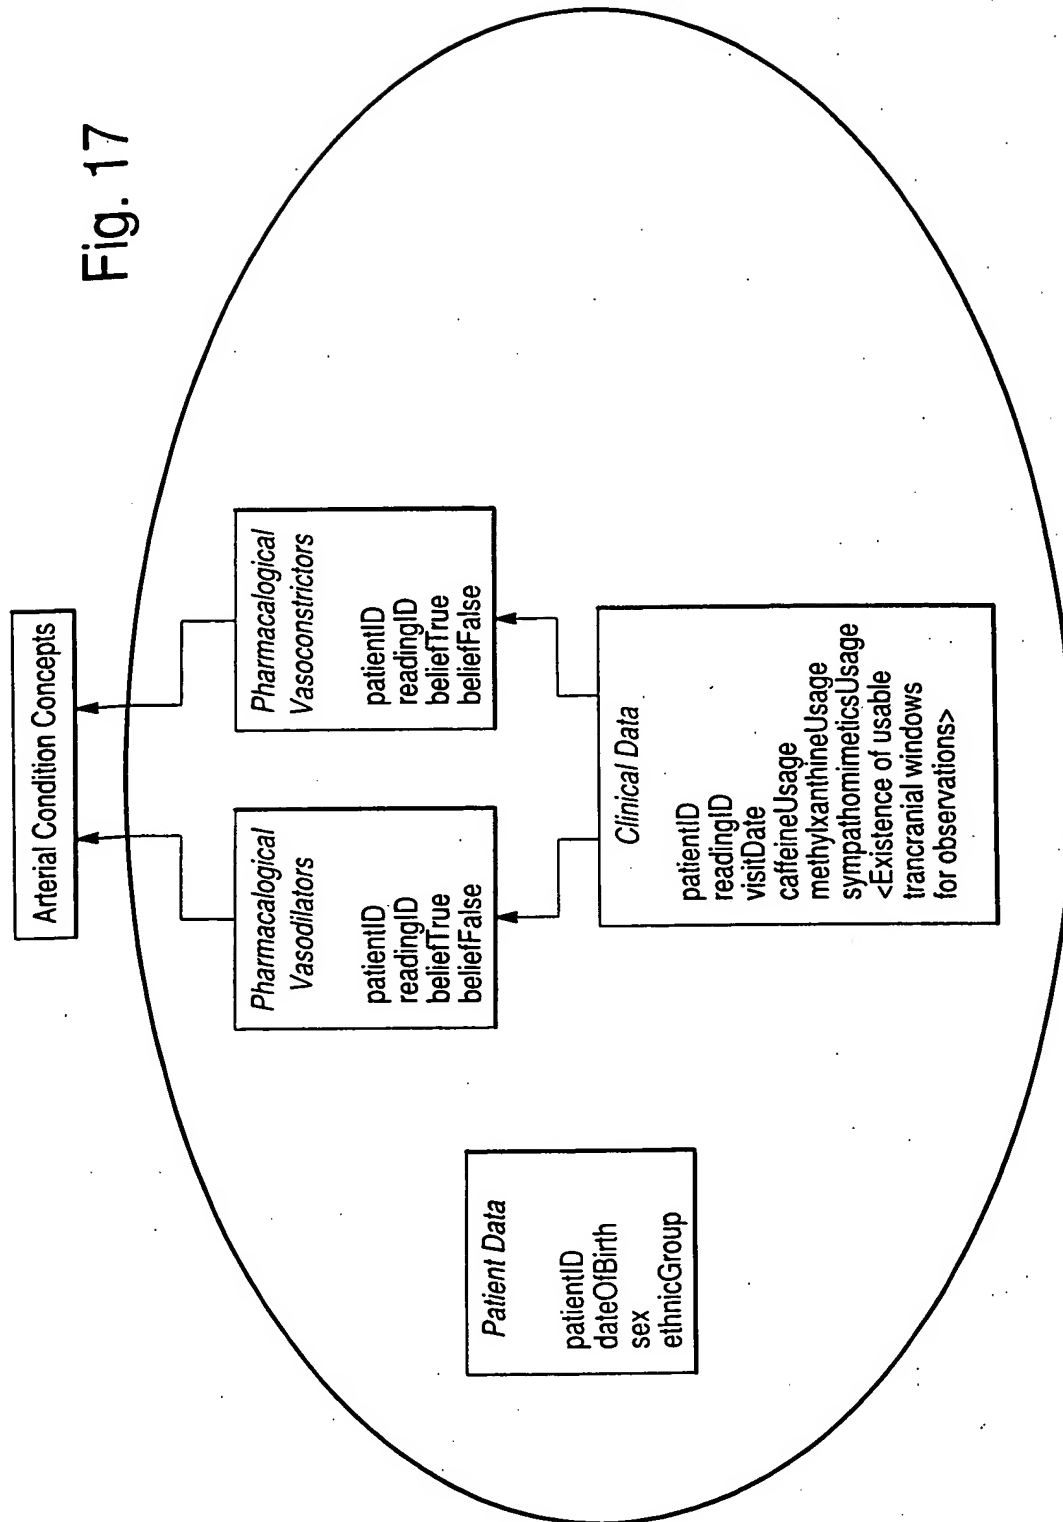 Fig. 17
Arterial Condition Concepts
Pharmacalogical
Vasodilators
patientID
readingID
beliefTrue
beliefFalse
Pharmacalogical
Vasoconstrictors
patientID
readingID
beliefTrue
beliefFalse
Patient Data
patientID
dateOfBirth
sex
ethnicGroup
Clinical Data
patientID
readingID
visitDate
caffeineUsage
methylxanthineUsage
sympathomimeticsUsage
<Existence of usable
trancranial windows
for observations>